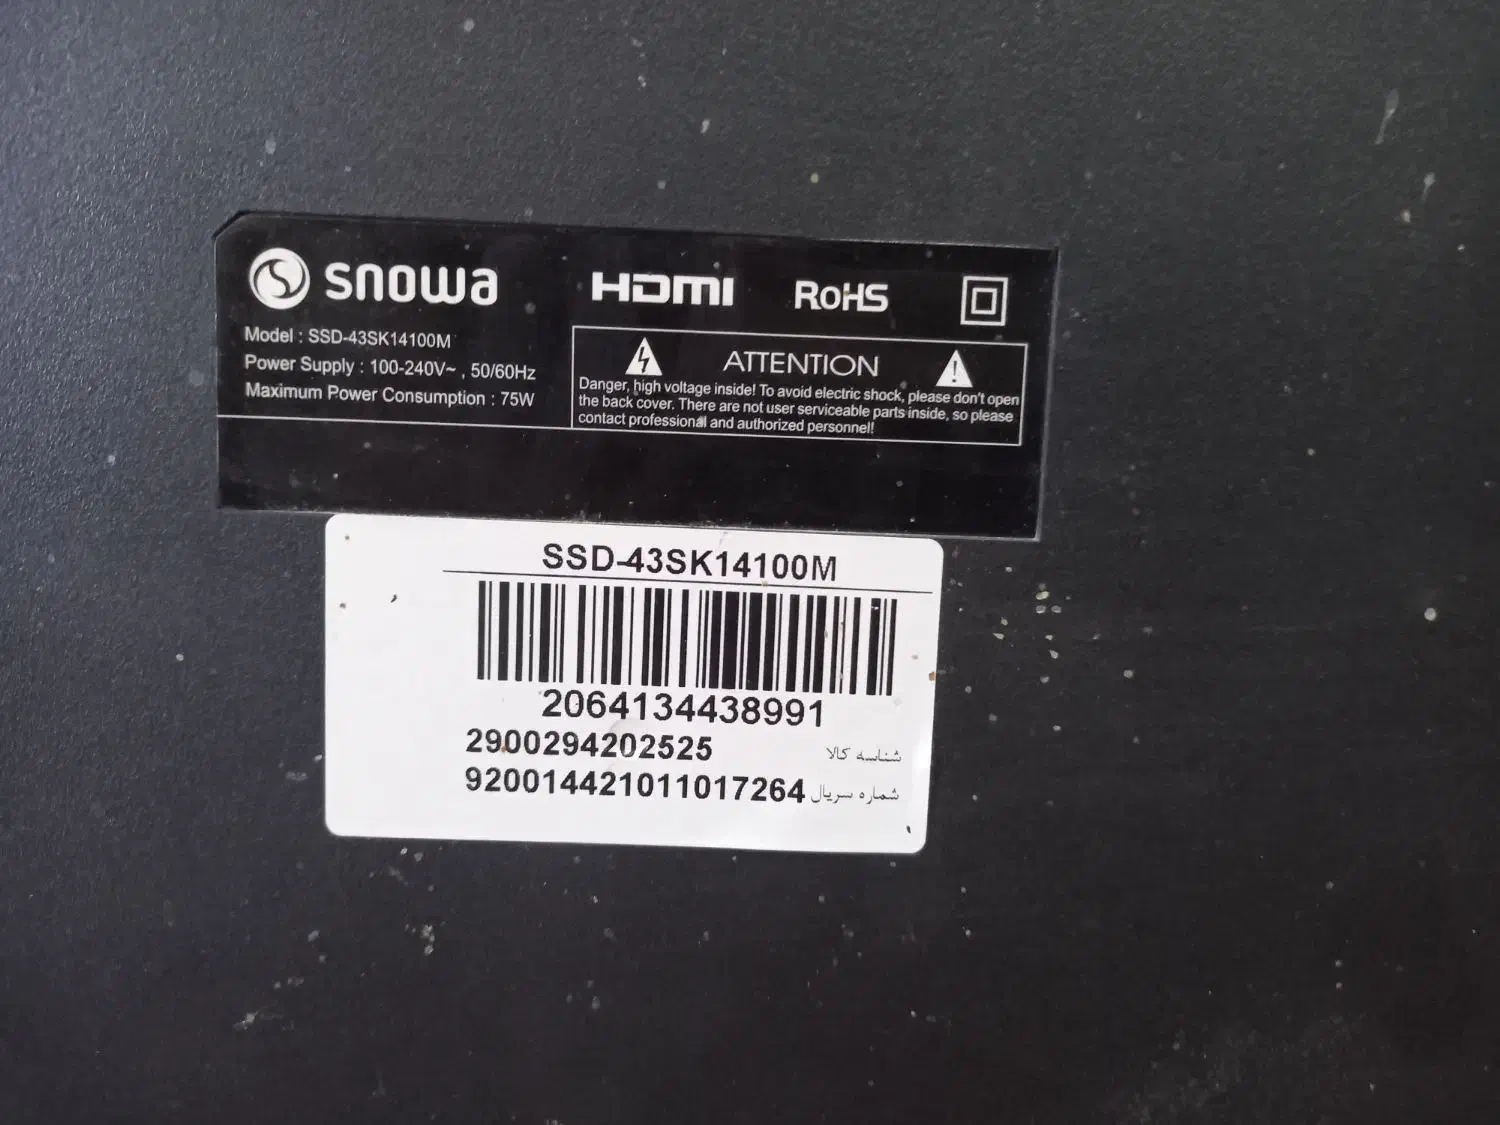 snowa
HDMI
RoHS
Model : SSD-43SK14100M
Power Supply : 100-240V~ , 50/60Hz
Maximum Power Consumption : 75W
ATTENTION
Danger, high voltage inside! To avoid electric shock, please don't open
the back cover. There are not user serviceable parts inside, so please
contact professional and authorized personnel!
SSD-43SK14100M
2064134438991
2900294202525 شناسه کالا
920014421011017264 شماره سریال